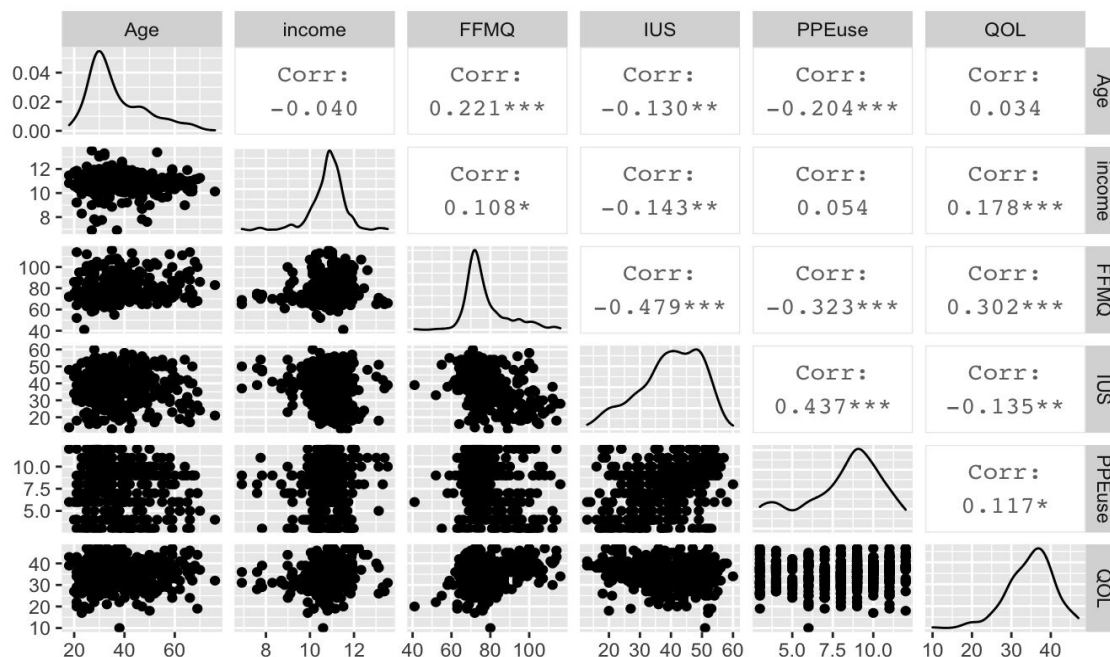 Age income FFMQ IUS PPEuse QOL
0.04
0.02
0.00
Corr:
-0.040
Corr:
0.221***
Corr:
-0.130**
Corr:
-0.204***
Corr:
0.034
Age
12
10
8
Corr:
0.108*
Corr:
-0.143**
Corr:
0.054
Corr:
0.178***
income
100
80
60
40
Corr:
-0.479***
Corr:
-0.323***
Corr:
0.302***
FFMQ
60
50
40
30
20
Corr:
0.437***
Corr:
-0.135**
IUS
10.0
7.5
5.0
Corr:
0.117*
PPEuse
40
30
20
10
QOL
20 40 60 8 10 12 40 60 80 100 20 30 40 50 60 5.0 7.5 10.0 10 20 30 40